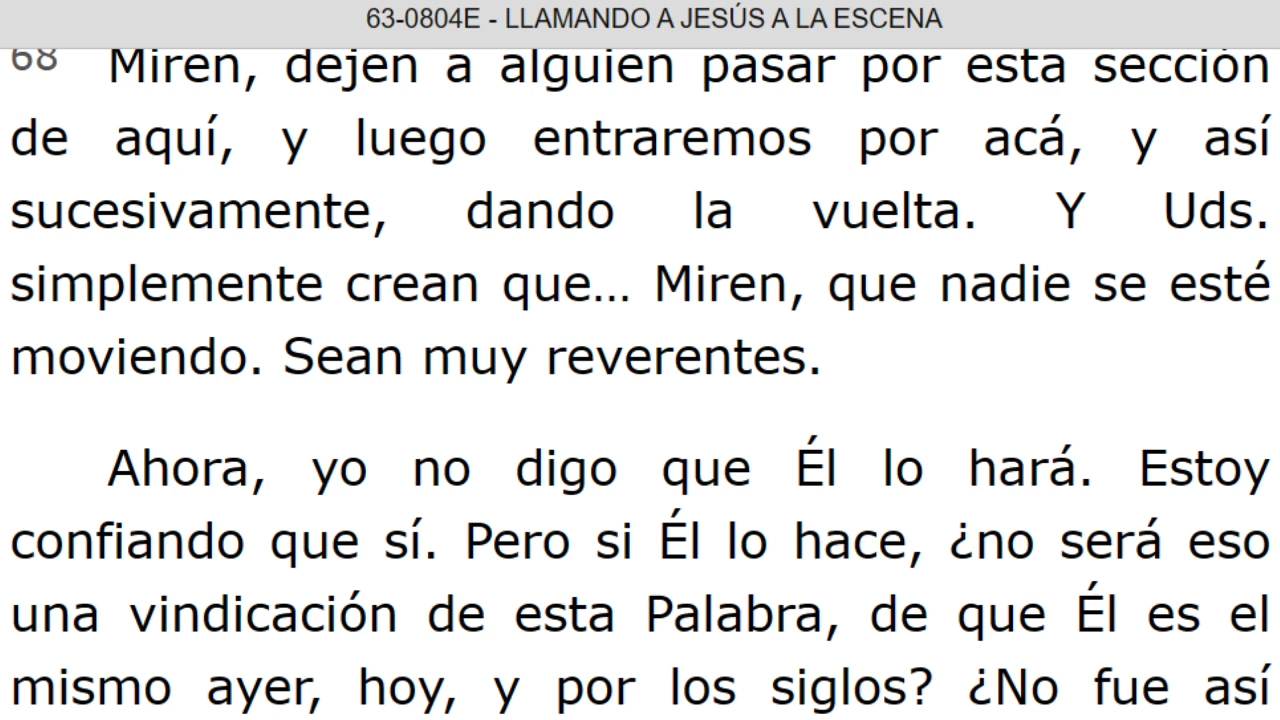 63-0804E - LLAMANDO A JESÚS A LA ESCENA
68 Miren, dejen a alguien pasar por esta sección
de aquí, y luego entraremos por acá, y así
sucesivamente, dando la vuelta. Y Uds.
simplemente crean que... Miren, que nadie se esté
moviendo. Sean muy reverentes.
Ahora, yo no digo que Él lo hará. Estoy
confiando que sí. Pero si Él lo hace, ¿no será eso
una vindicación de esta Palabra, de que Él es el
mismo ayer, hoy, y por los siglos? ¿No fue así